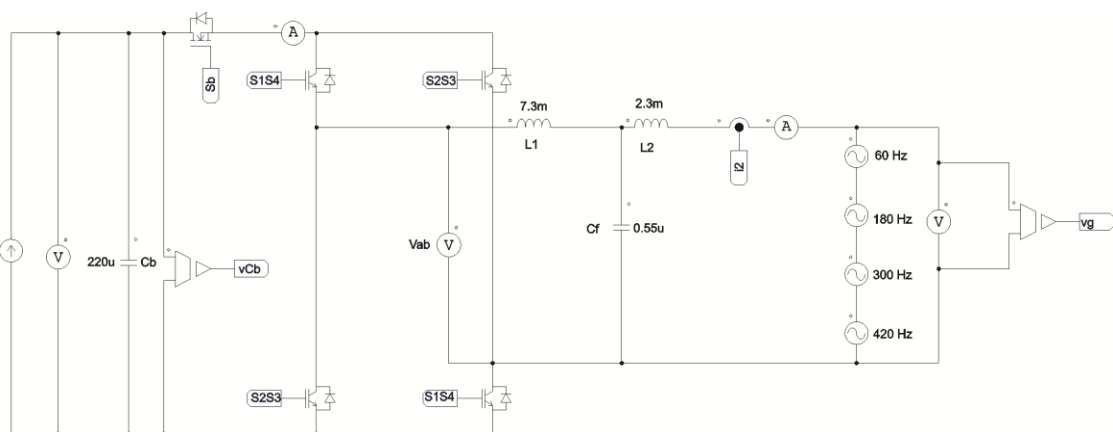 A
Sb
S1S4
S2S3
7.3m
L1
2.3m
L2
i2
A
60 Hz
180 Hz
300 Hz
420 Hz
V
vg
V
220u Cb
vCb
Vab V
Cf 0.55u
S2S3
S1S4